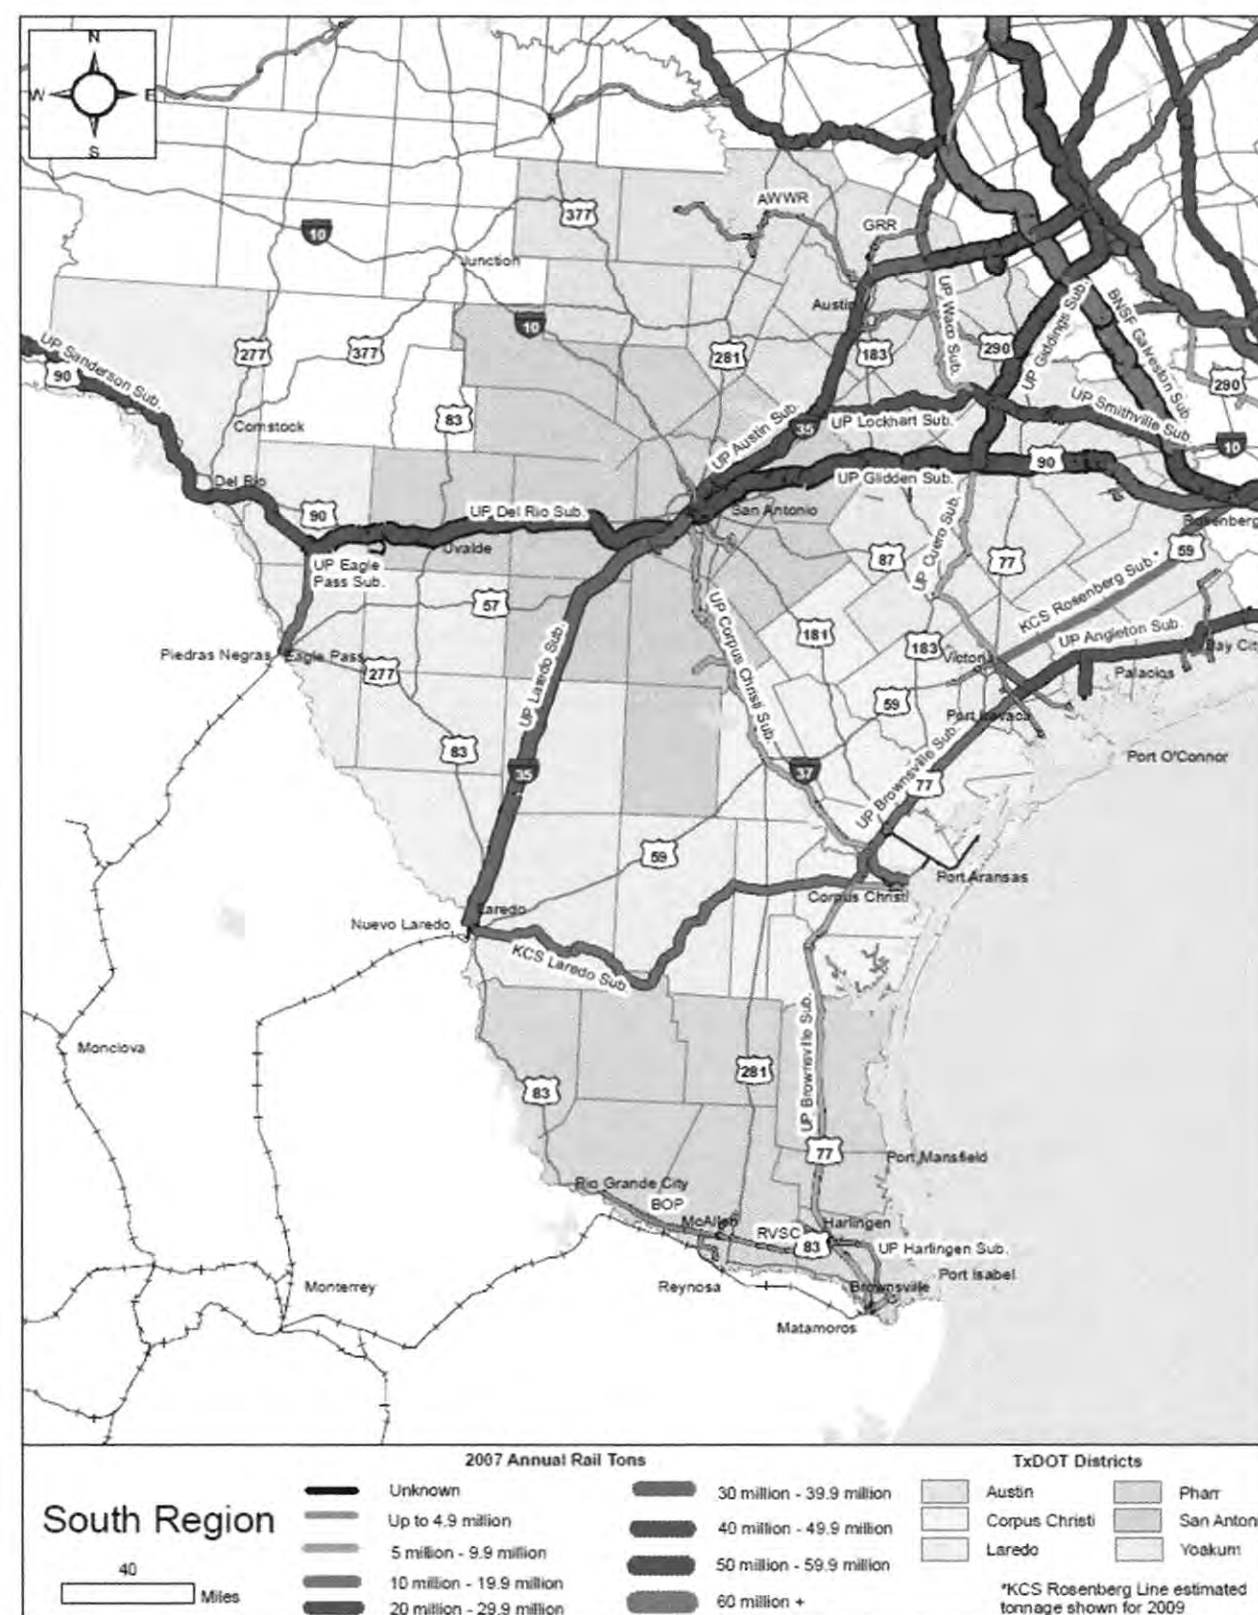 N
W E
S
AWWR
377
GRR
10
Junction
Austin
10
UP Waco Sub.
UP Giddings Sub.
BNSF Galveston Sub.
UP Sanderson Sub.
90
277
377
281
183
290
290
83
Comstock
UP Austin Sub.
35
UP Lockhart Sub.
UP Smithville Sub.
10
90
Del Rio
UP Glidden Sub.
90
UP Del Rio Sub.
San Antonio
Rosenberg
Uvalde
UP Eagle
Pass Sub.
87
UP Cuero Sub.
77
59
57
UP Corpus Christi Sub.
KCS Rosenberg Sub.*
181
UP Angleton Sub.
183
Bay City
Piedras Negras
Eagle Pass
277
UP Laredo Sub.
Victoria
Palacios
59
Port Lavaca
83
35
37
UP Brownsville Sub.
77
Port O'Connor
59
Port Aransas
Corpus Christi
Laredo
Nuevo Laredo
KCS Laredo Sub.
UP Brownsville Sub.
Monclova
281
83
77
Port Mansfield
Rio Grande City
BOP
McAllen
RVSC
Harlingen
83
UP Harlingen Sub.
Monterrey
Reynosa
Brownsville
Port Isabel
Matamoros
2007 Annual Rail Tons
Unknown
Up to 4.9 million
5 million - 9.9 million
10 million - 19.9 million
20 million - 29.9 million
30 million - 39.9 million
40 million - 49.9 million
50 million - 59.9 million
60 million +
TxDOT Districts
Austin
Corpus Christi
Laredo
Pharr
San Anton
Yoakum
South Region
40
Miles
*KCS Rosenberg Line estimated
tonnage shown for 2009